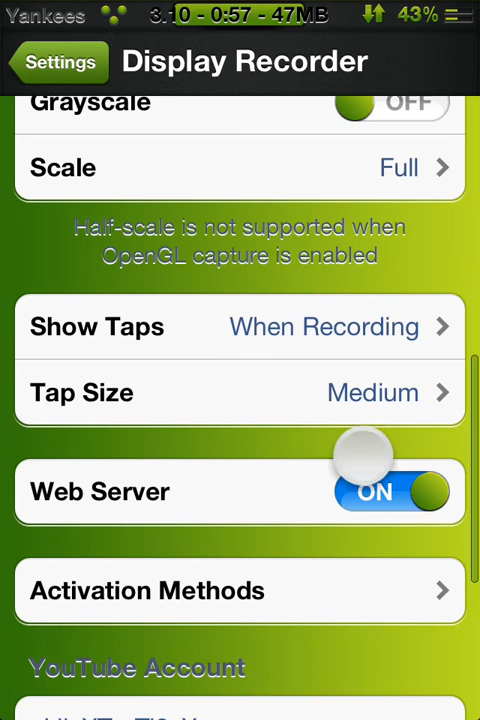 Yankees 3.10 - 0:57 - 47MB 43%
Settings Display Recorder
Grayscale OFF
Scale Full
Half-scale is not supported when
OpenGL capture is enabled
Show Taps When Recording
Tap Size Medium
Web Server ON
Activation Methods
YouTube Account